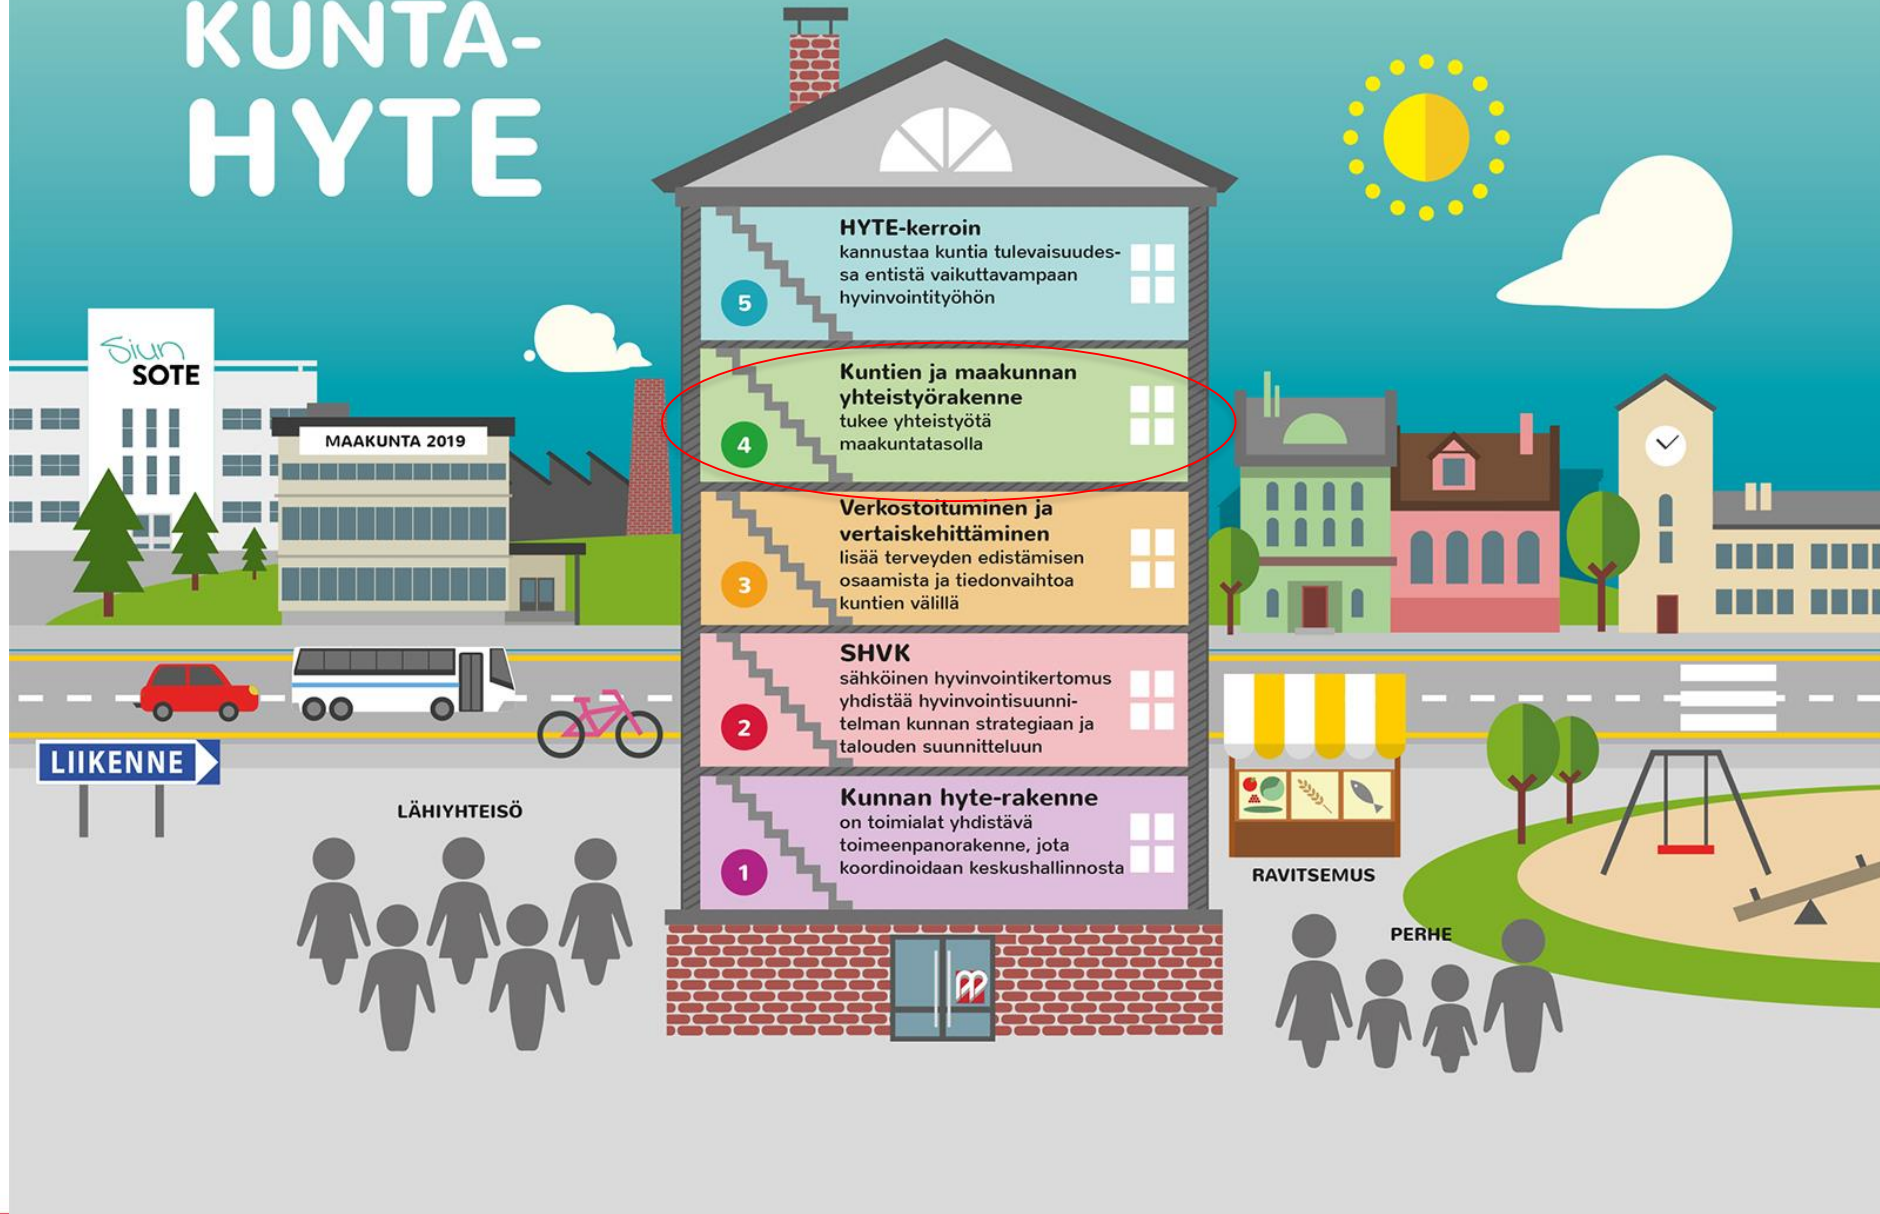 KUNTA-
HYTE
HYTE-kerroin
kannustaa kuntia tulevaisuudes-
sa entistä vaikuttavampaan
hyvinvointityöhön
5
Siun
SOTE
MAAKUNTA 2019
Kuntien ja maakunnan
yhteistyörakenne
tukee yhteistyötä
maakuntatasolla
4
Verkostoituminen ja
vertaiskehittäminen
lisää terveyden edistämisen
osaamista ja tiedonvaihtoa
kuntien välillä
3
SHVK
sähköinen hyvinvointikertomus
yhdistää hyvinvointisuunni-
telman kunnan strategiaan ja
talouden suunnitteluun
2
LIIKENNE
Kunnan hyte-rakenne
on toimialat yhdistävä
toimeenpanorakenne, jota
koordinoidaan keskushallinnosta
1
LÄHIYHTEISÖ
RAVITSEMUS
PERHE